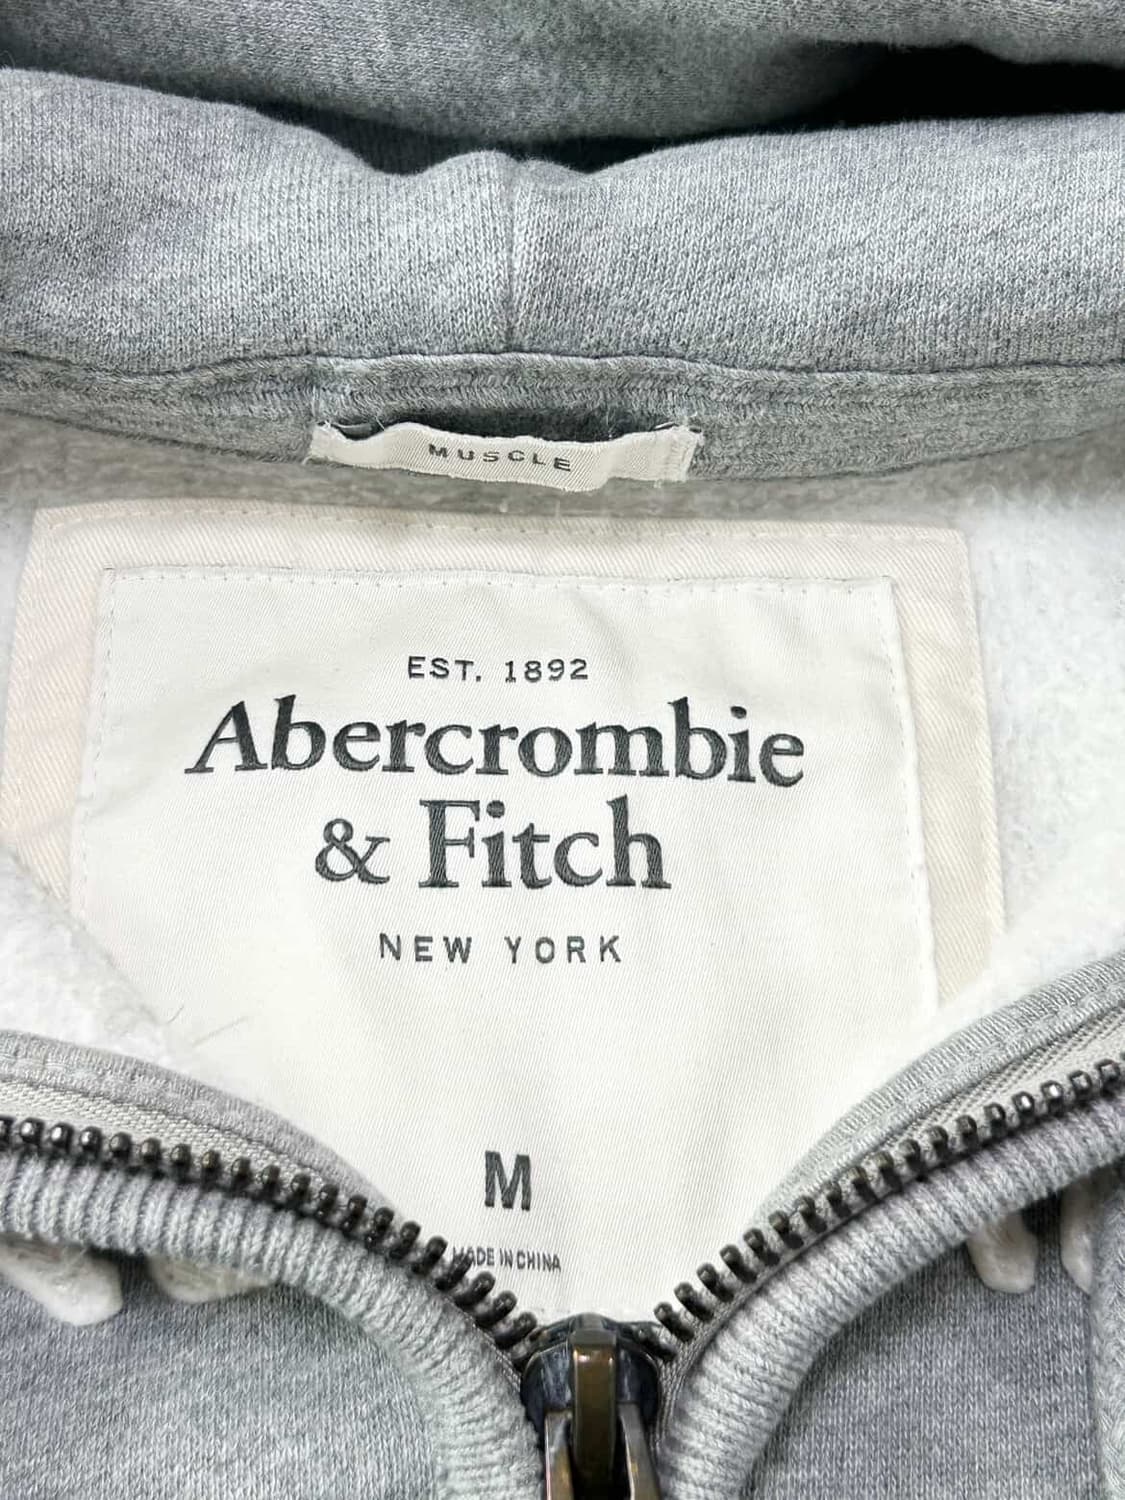 MUSCLE
EST. 1892
Abercrombie
& Fitch
NEW YORK
M
MADE IN CHINA